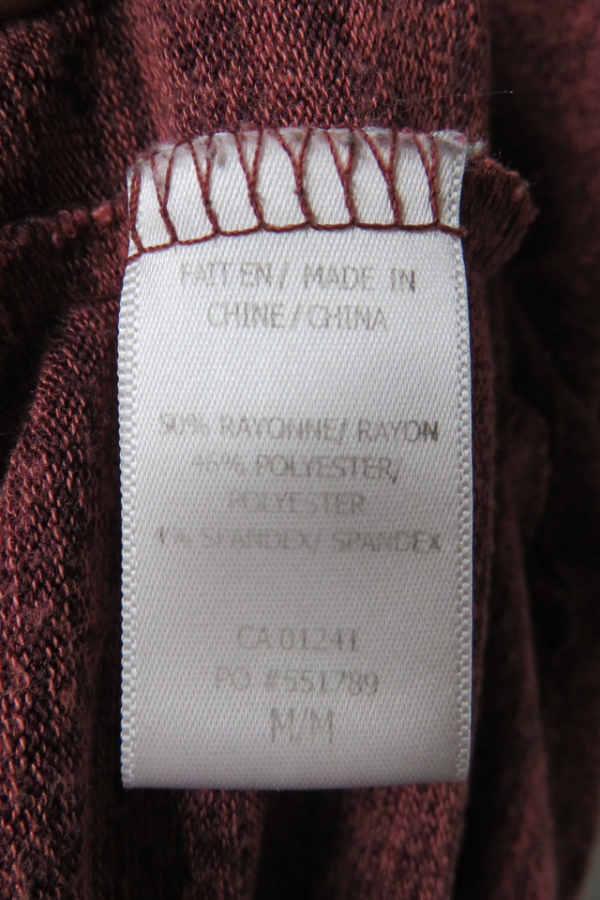 FAIT EN / MADE IN
CHINE / CHINA
50% RAYONNE/ RAYON
46% POLYESTER/
POLYESTER
4% SPANDEX/ SPANDEX
CA 01241
PO #551789
M/M